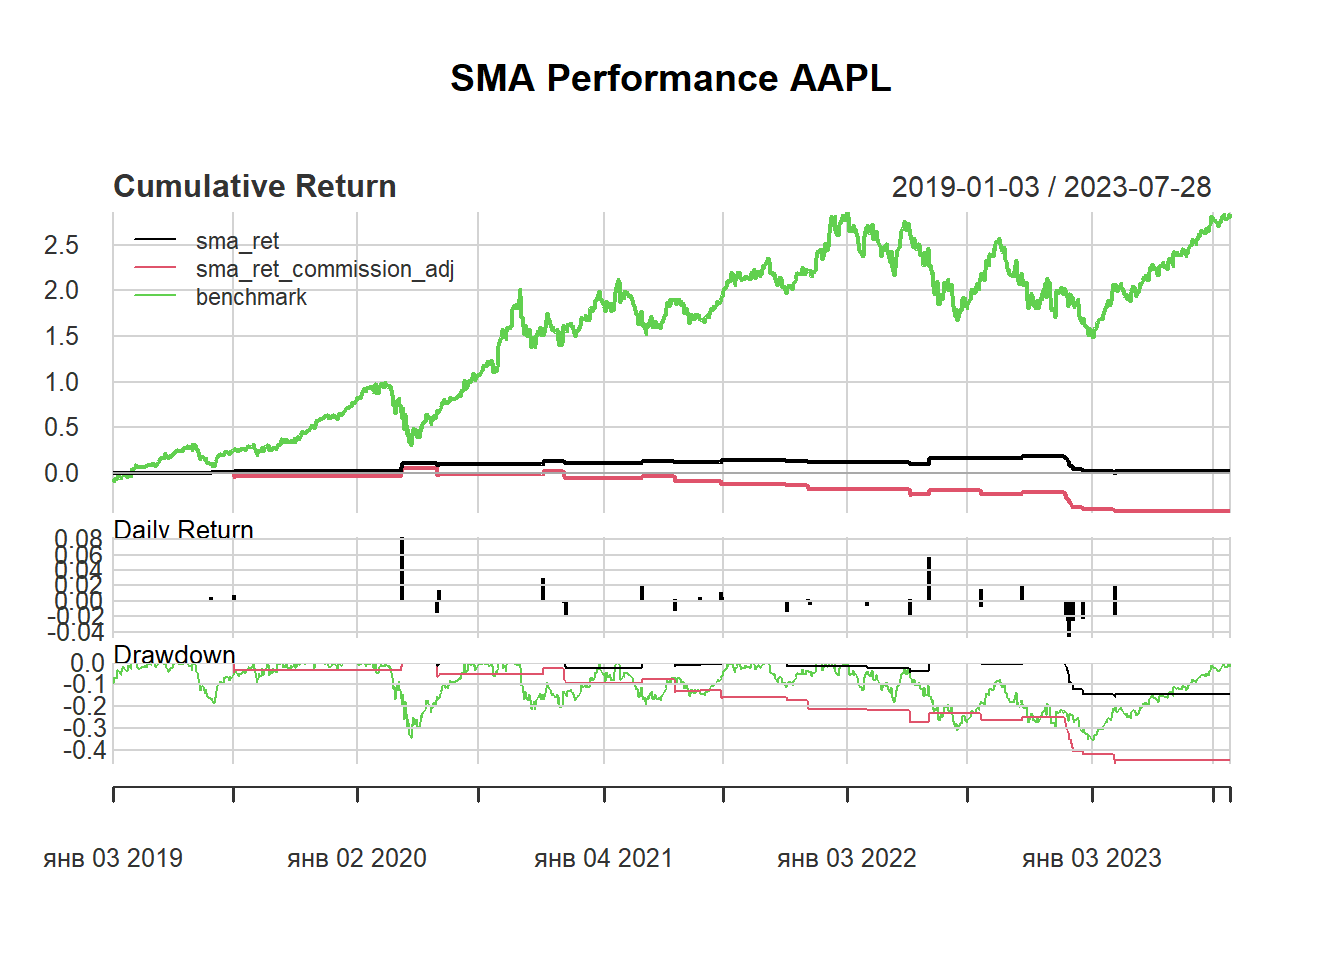 SMA Performance AAPL
Cumulative Return 2019-01-03 / 2023-07-28
sma_ret
sma_ret_commission_adj
benchmark
2.5
2.0
1.5
1.0
0.5
0.0
Daily Return
0.08
0.06
0.04
0.02
0.00
-0.02
-0.04
Drawdown
0.0
-0.1
-0.2
-0.3
-0.4
янв 03 2019 янв 02 2020 янв 04 2021 янв 03 2022 янв 03 2023